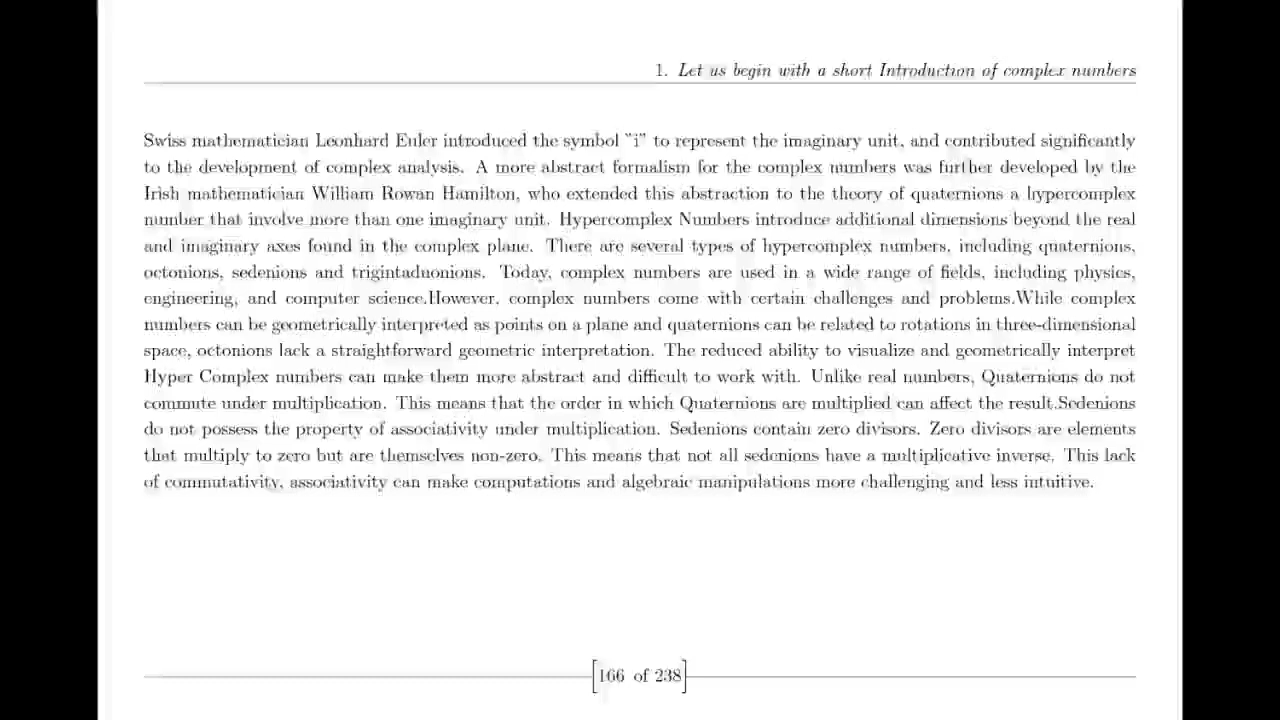 1. Let us begin with a short Introduction of complex numbers
Swiss mathematician Leonhard Euler introduced the symbol "i" to represent the imaginary unit, and contributed significantly
to the development of complex analysis. A more abstract formalism for the complex numbers was further developed by the
Irish mathematician William Rowan Hamilton, who extended this abstraction to the theory of quaternions a hypercomplex
number that involve more than one imaginary unit. Hypercomplex Numbers introduce additional dimensions beyond the real
and imaginary axes found in the complex plane. There are several types of hypercomplex numbers, including quaternions,
octonions, sedenions and trigintaduonions. Today, complex numbers are used in a wide range of fields, including physics,
engineering, and computer science.However, complex numbers come with certain challenges and problems.While complex
numbers can be geometrically interpreted as points on a plane and quaternions can be related to rotations in three-dimensional
space, octonions lack a straightforward geometric interpretation. The reduced ability to visualize and geometrically interpret
Hyper Complex numbers can make them more abstract and difficult to work with. Unlike real numbers, Quaternions do not
commute under multiplication. This means that the order in which Quaternions are multiplied can affect the result.Sedenions
do not possess the property of associativity under multiplication. Sedenions contain zero divisors. Zero divisors are elements
that multiply to zero but are themselves non-zero. This means that not all sedenions have a multiplicative inverse. This lack
of commutativity, associativity can make computations and algebraic manipulations more challenging and less intuitive.
[166 of 238]